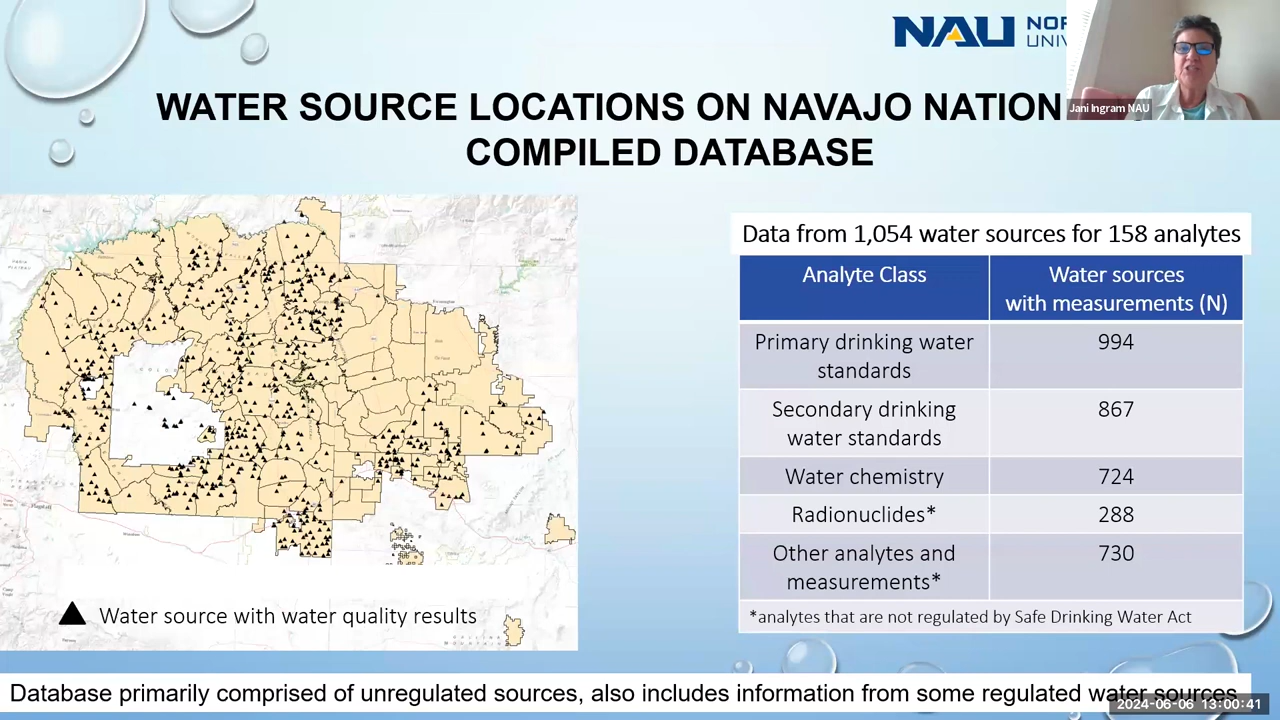 NAU NOR
UNIV
Jani Ingram NAU
WATER SOURCE LOCATIONS ON NAVAJO NATION
COMPILED DATABASE
Data from 1,054 water sources for 158 analytes
Analyte Class
Water sources
with measurements (N)
Primary drinking water
standards
994
Secondary drinking
water standards
867
Water chemistry
724
Radionuclides*
288
Other analytes and
measurements*
730
*analytes that are not regulated by Safe Drinking Water Act
Water source with water quality results
Database primarily comprised of unregulated sources, also includes information from some regulated water sources
2024-06-06 13:00:41